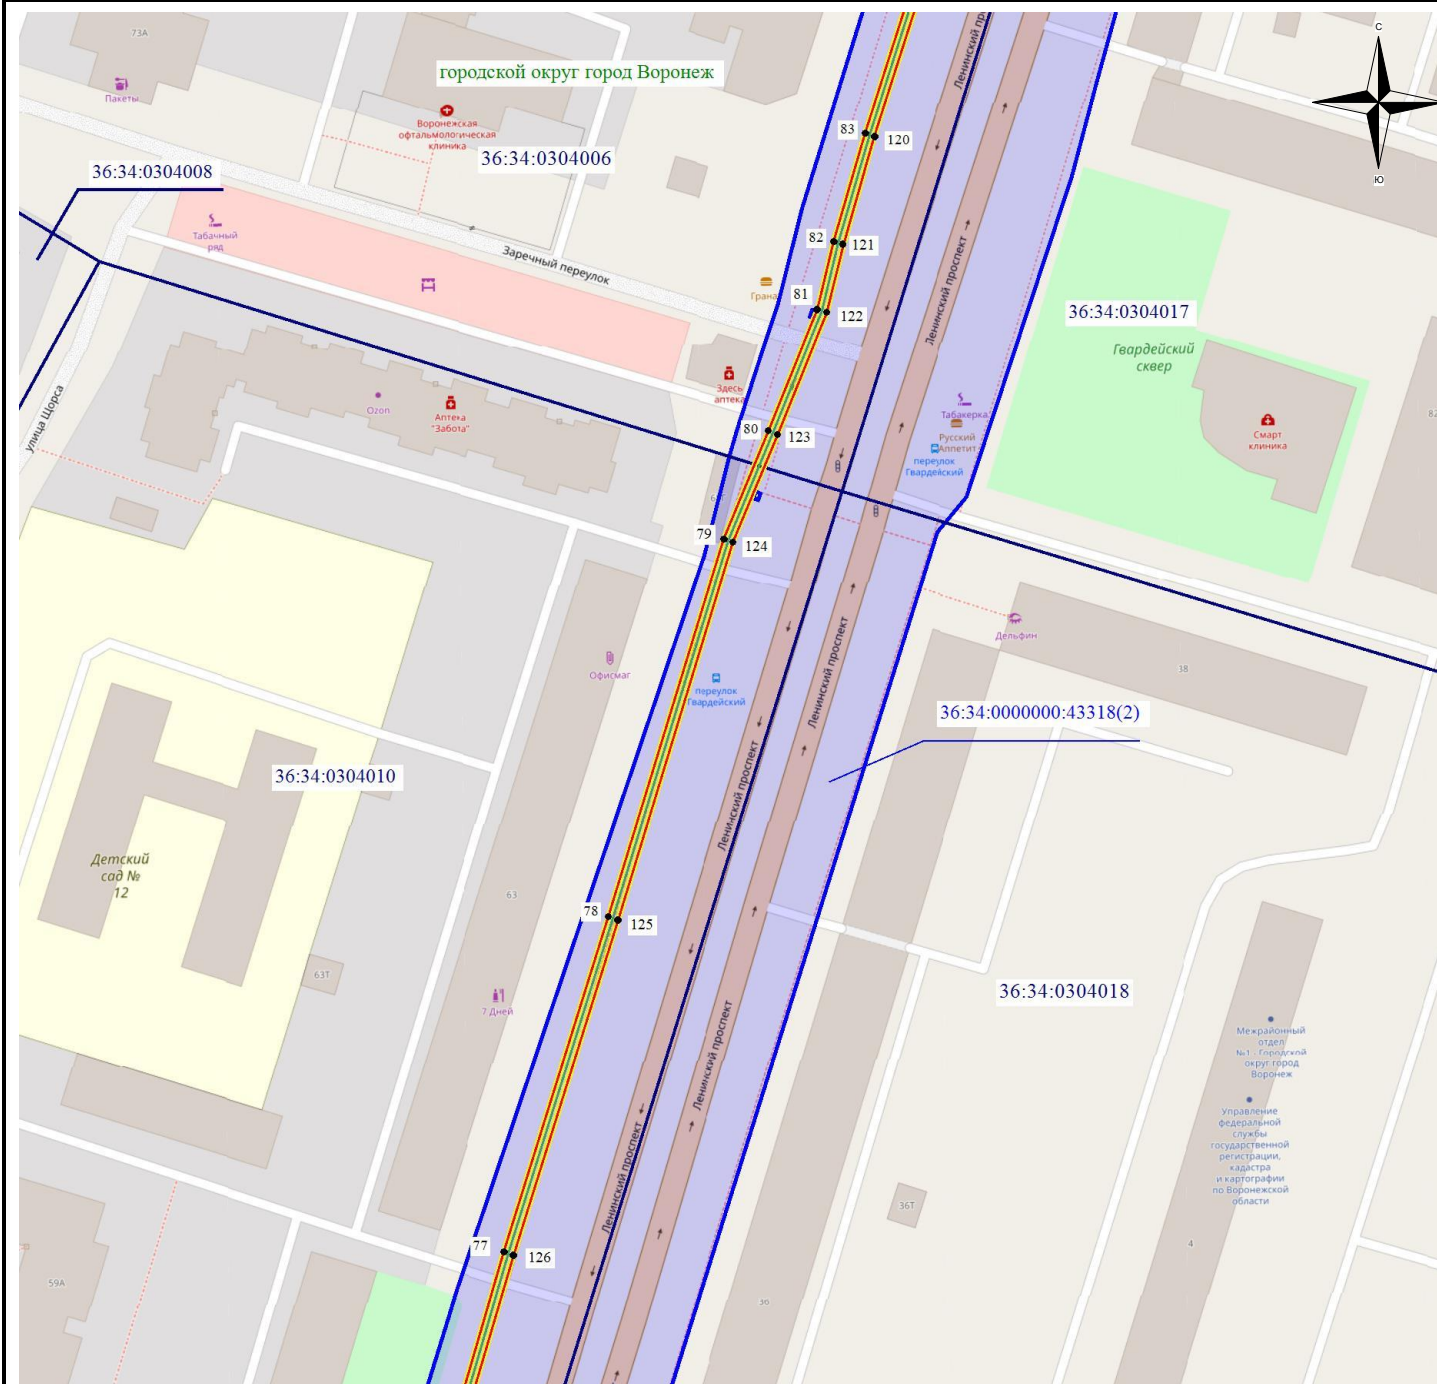 73А
Пакеты
городской округ город Воронеж
С
Ю
Воронежская
офтальмологическая
клиника
36:34:0304006
36:34:0304008
83
120
Ленинский пр
Табачный
ряд
Заречный переулок
82
121
Ленинский проспект
81
122
Грана
36:34:0304017
Гвардейский
сквер
Здесь
аптека
Ozon
Аптека
"Забота"
улица Щорса
80
123
Табакерка
Русский
Аппетит
переулок
Гвардейский
Смарт
клиника
82
79
124
Дельфин
38
Офисмаг
переулок
Гвардейский
Ленинский проспект
36:34:0000000:43318(2)
36:34:0304010
Ленинский проспект
Детский
сад №
12
63
78
125
63Т
7 Дней
36:34:0304018
Ленинский проспект
Межрайонный
отдел
№1 - Городской
округ город
Воронеж
Управление
федеральной
службы
государственной
регистрации,
кадастра
и картографии
по Воронежской
области
Ленинский проспект
36Т
77
126
4
59А
36